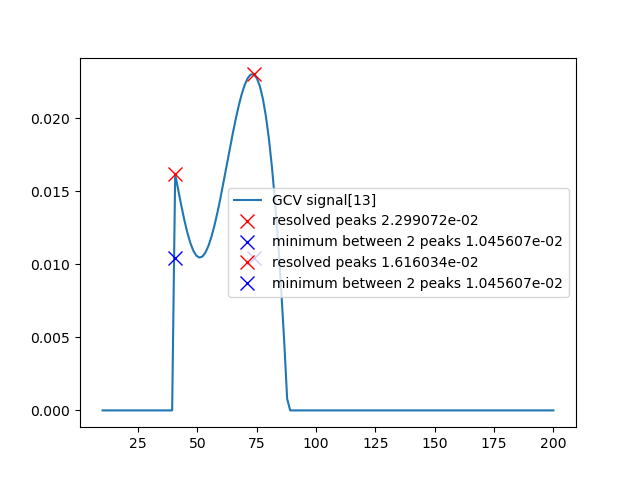 0.020
0.015
0.010
0.005
0.000
GCV signal[13]
resolved peaks 2.299072e-02
minimum between 2 peaks 1.045607e-02
resolved peaks 1.616034e-02
minimum between 2 peaks 1.045607e-02
25 50 75 100 125 150 175 200